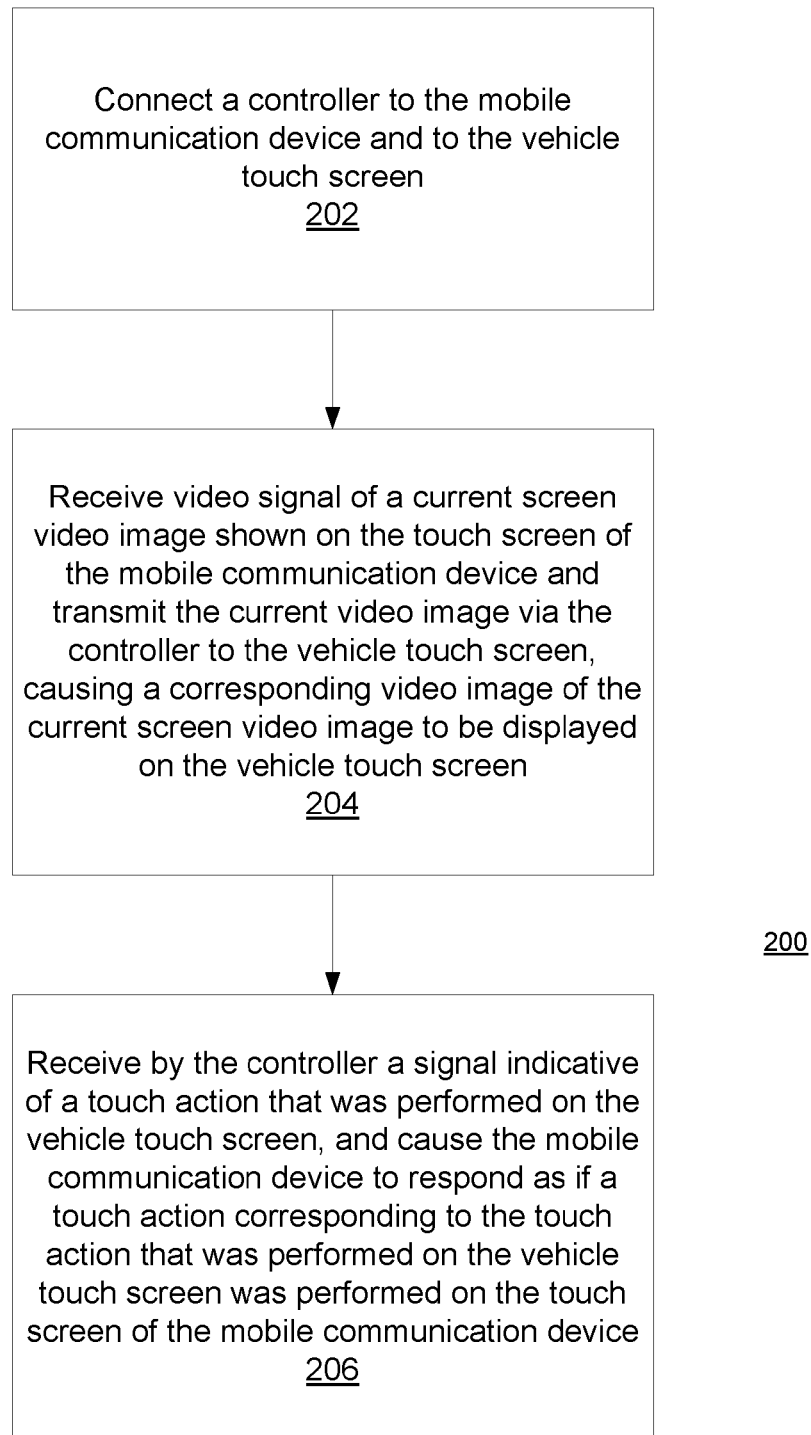 Connect a controller to the mobile
communication device and to the vehicle
touch screen
202
Receive video signal of a current screen
video image shown on the touch screen of
the mobile communication device and
transmit the current video image via the
controller to the vehicle touch screen,
causing a corresponding video image of the
current screen video image to be displayed
on the vehicle touch screen
204
200
Receive by the controller a signal indicative
of a touch action that was performed on the
vehicle touch screen, and cause the mobile
communication device to respond as if a
touch action corresponding to the touch
action that was performed on the vehicle
touch screen was performed on the touch
screen of the mobile communication device
206